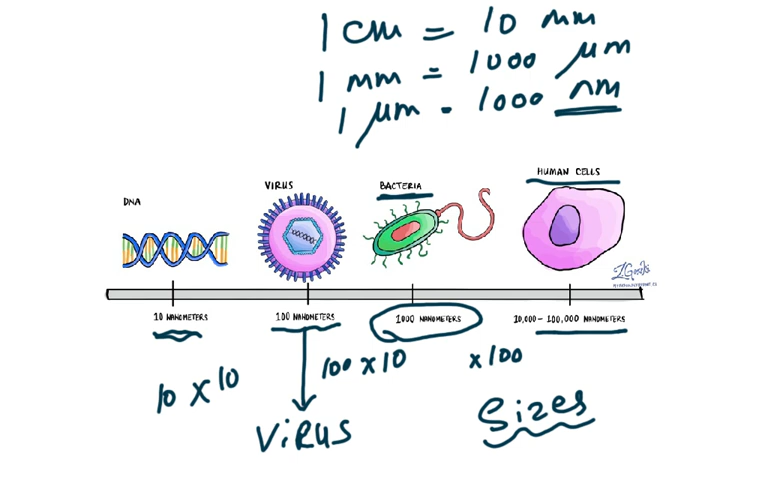 1 cm = 10 mm
1 mm = 1000 μm
1 μm - 1000 nm
DNA
VIRUS
BACTERIA
HUMAN CELLS
10 NANOMETERS
100 NANOMETERS
1000 NANOMETERS
10,000 - 100,000 NANOMETERS
10 x 10
100 x 10
x 100
ViRUS
Sizes